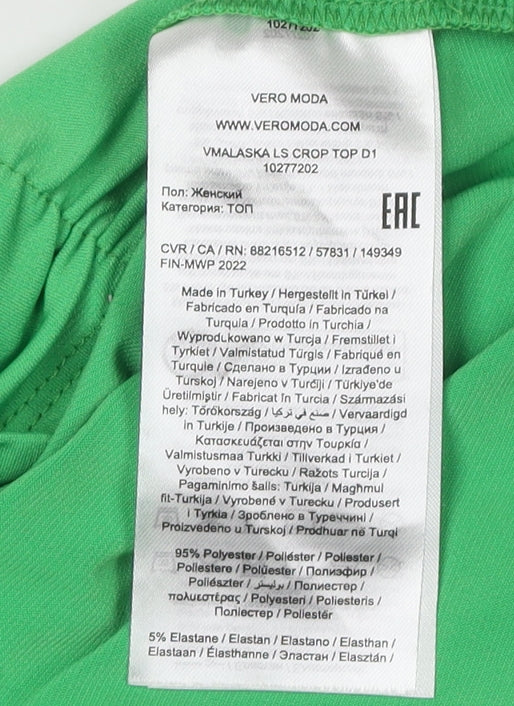 10277202
VERO MODA
WWW.VEROMODA.COM
VMALASKA LS CROP TOP D1
10277202
Пол: Женский
Категория: ТОП
EAC
CVR / CA / RN: 88216512 / 57831 / 149349
FIN-MWP 2022
Made in Turkey / Hergestellt in Türkei /
Fabricado en Turquía / Fabricado na
Turquia / Prodotto in Turchia /
Wyprodukowano w Turcja / Fremstillet i
Tyrkiet / Valmistatud Türgis / Fabriqué en
Turquie / Сделано в Турции / Izrađeno u
Turskoj / Narejeno v Turčiji / Türkiye'de
Üretilmiştir / Fabricat în Turcia / Származási
hely: Törökország / صنع في تركيا / Vervaardigd
in Turkije / Произведено в Турция /
Κατασκευάζεται στην Τουρκία /
Valmistusmaa Turkki / Tillverkad i Turkiet /
Vyrobeno v Turecku / Ražots Turcija /
Pagaminimo šalis: Turkija / Magħmul
fit-Turkija / Vyrobené v Turecku / Produsert
i Tyrkia / Зроблено в Туреччині /
Proizvedeno u Turskoj / Prodhuar në Turqi
95% Polyester / Poliéster / Poliester /
Poliestere / Polüester / Полиэфир /
Poliészter / بوليستر / Полиестер /
πολυεστέρας / Polyesteri / Poliesteris /
Поліестер / Poliestër
5% Elastane / Elastan / Elastano / Elasthan /
Elastaan / Élasthanne / Эластан / Elasztán /